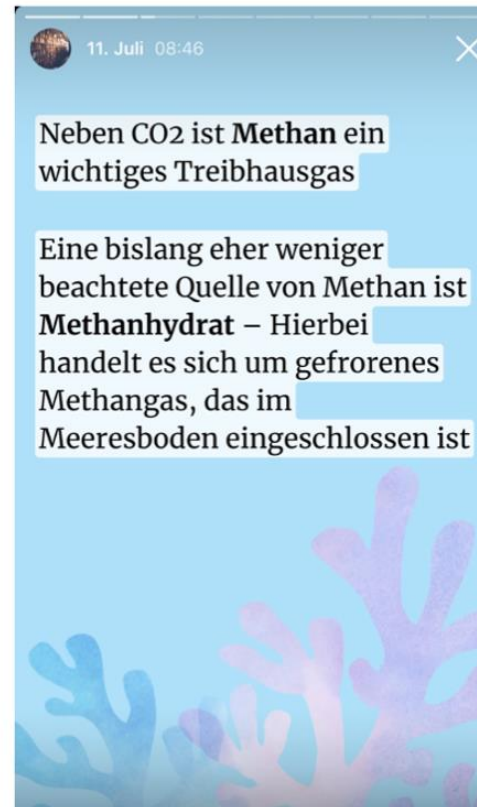 11. Juli 08:46
Neben CO2 ist Methan ein
wichtiges Treibhausgas
Eine bislang eher weniger
beachtete Quelle von Methan ist
Methanhydrat – Hierbei
handelt es sich um gefrorenes
Methangas, das im
Meeresboden eingeschlossen ist